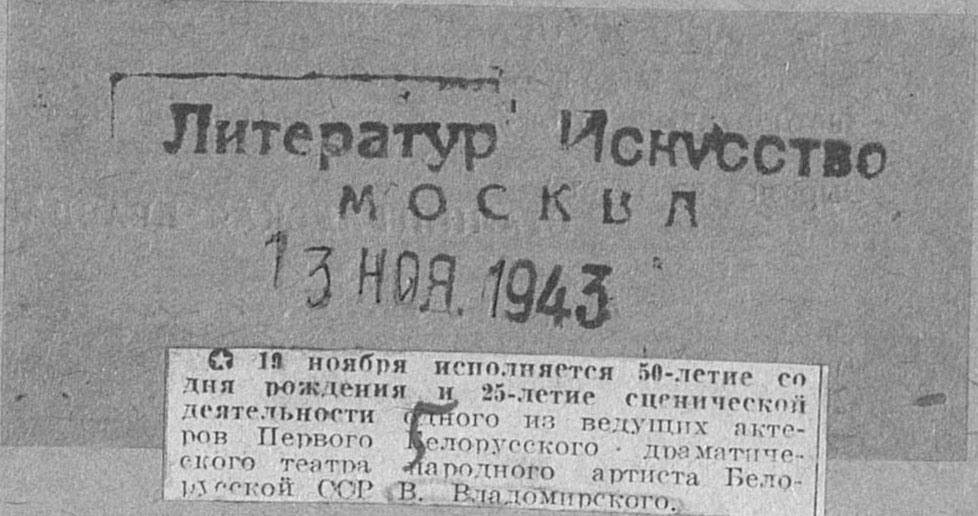 Литератур Искусство
МОСКВА
13 НОЯ. 1943
✪ 19 ноября исполняется 50-летие со
дня рождения и 25-летие сценической
деятельности одного из ведущих акте-
ров Первого Белорусского драматиче-
ского театра народного артиста Бело-
русской ССР В. Владомирского.